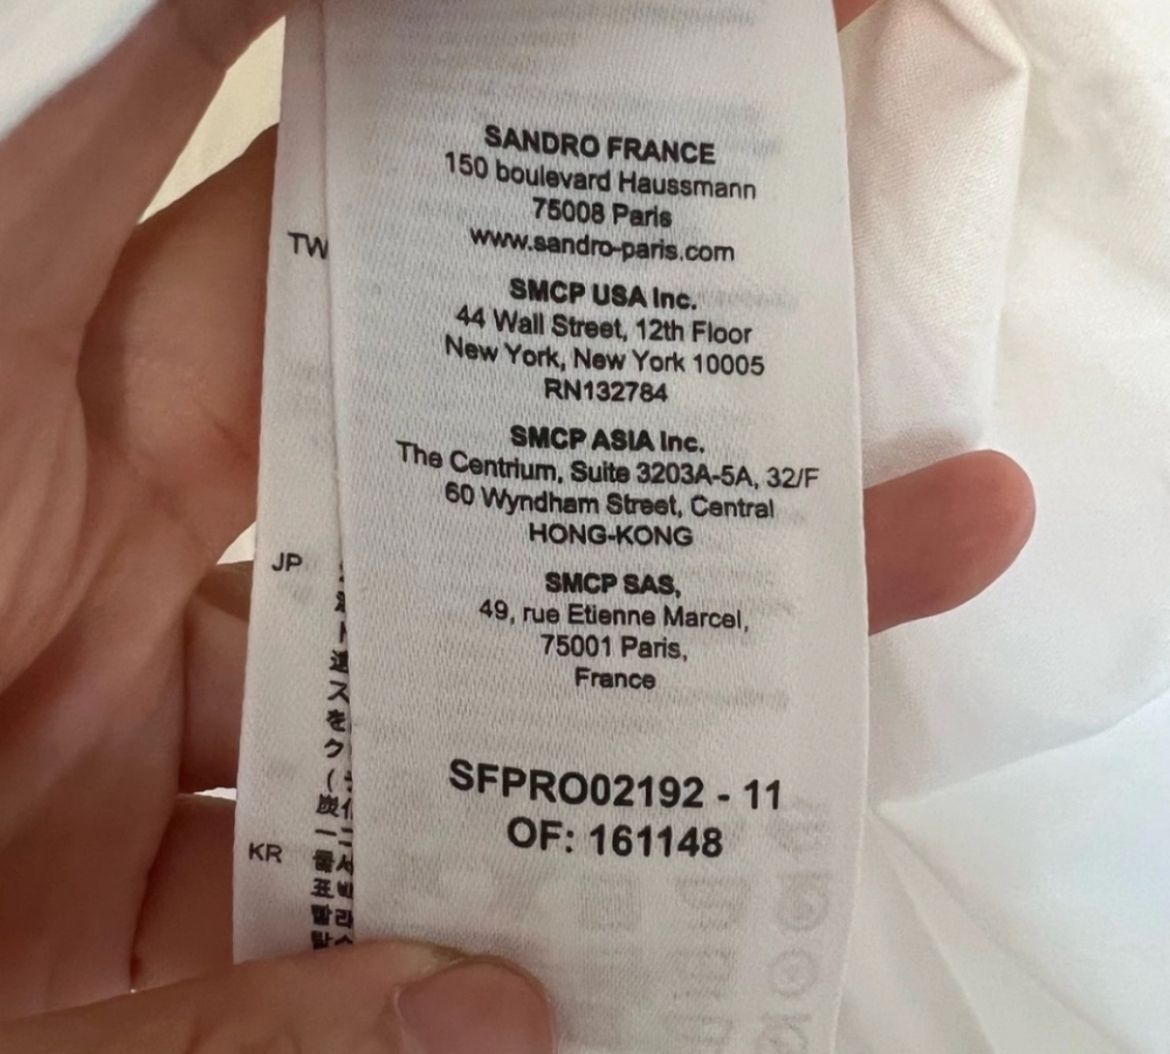 SANDRO FRANCE
150 boulevard Haussmann
75008 Paris
www.sandro-paris.com
SMCP USA Inc.
44 Wall Street, 12th Floor
New York, New York 10005
RN132784
SMCP ASIA Inc.
The Centrium, Suite 3203A-5A, 32/F
60 Wyndham Street, Central
HONG-KONG
SMCP SAS,
49, rue Etienne Marcel,
75001 Paris,
France
SFPRO02192 - 11
OF: 161148
TW
JP
KR